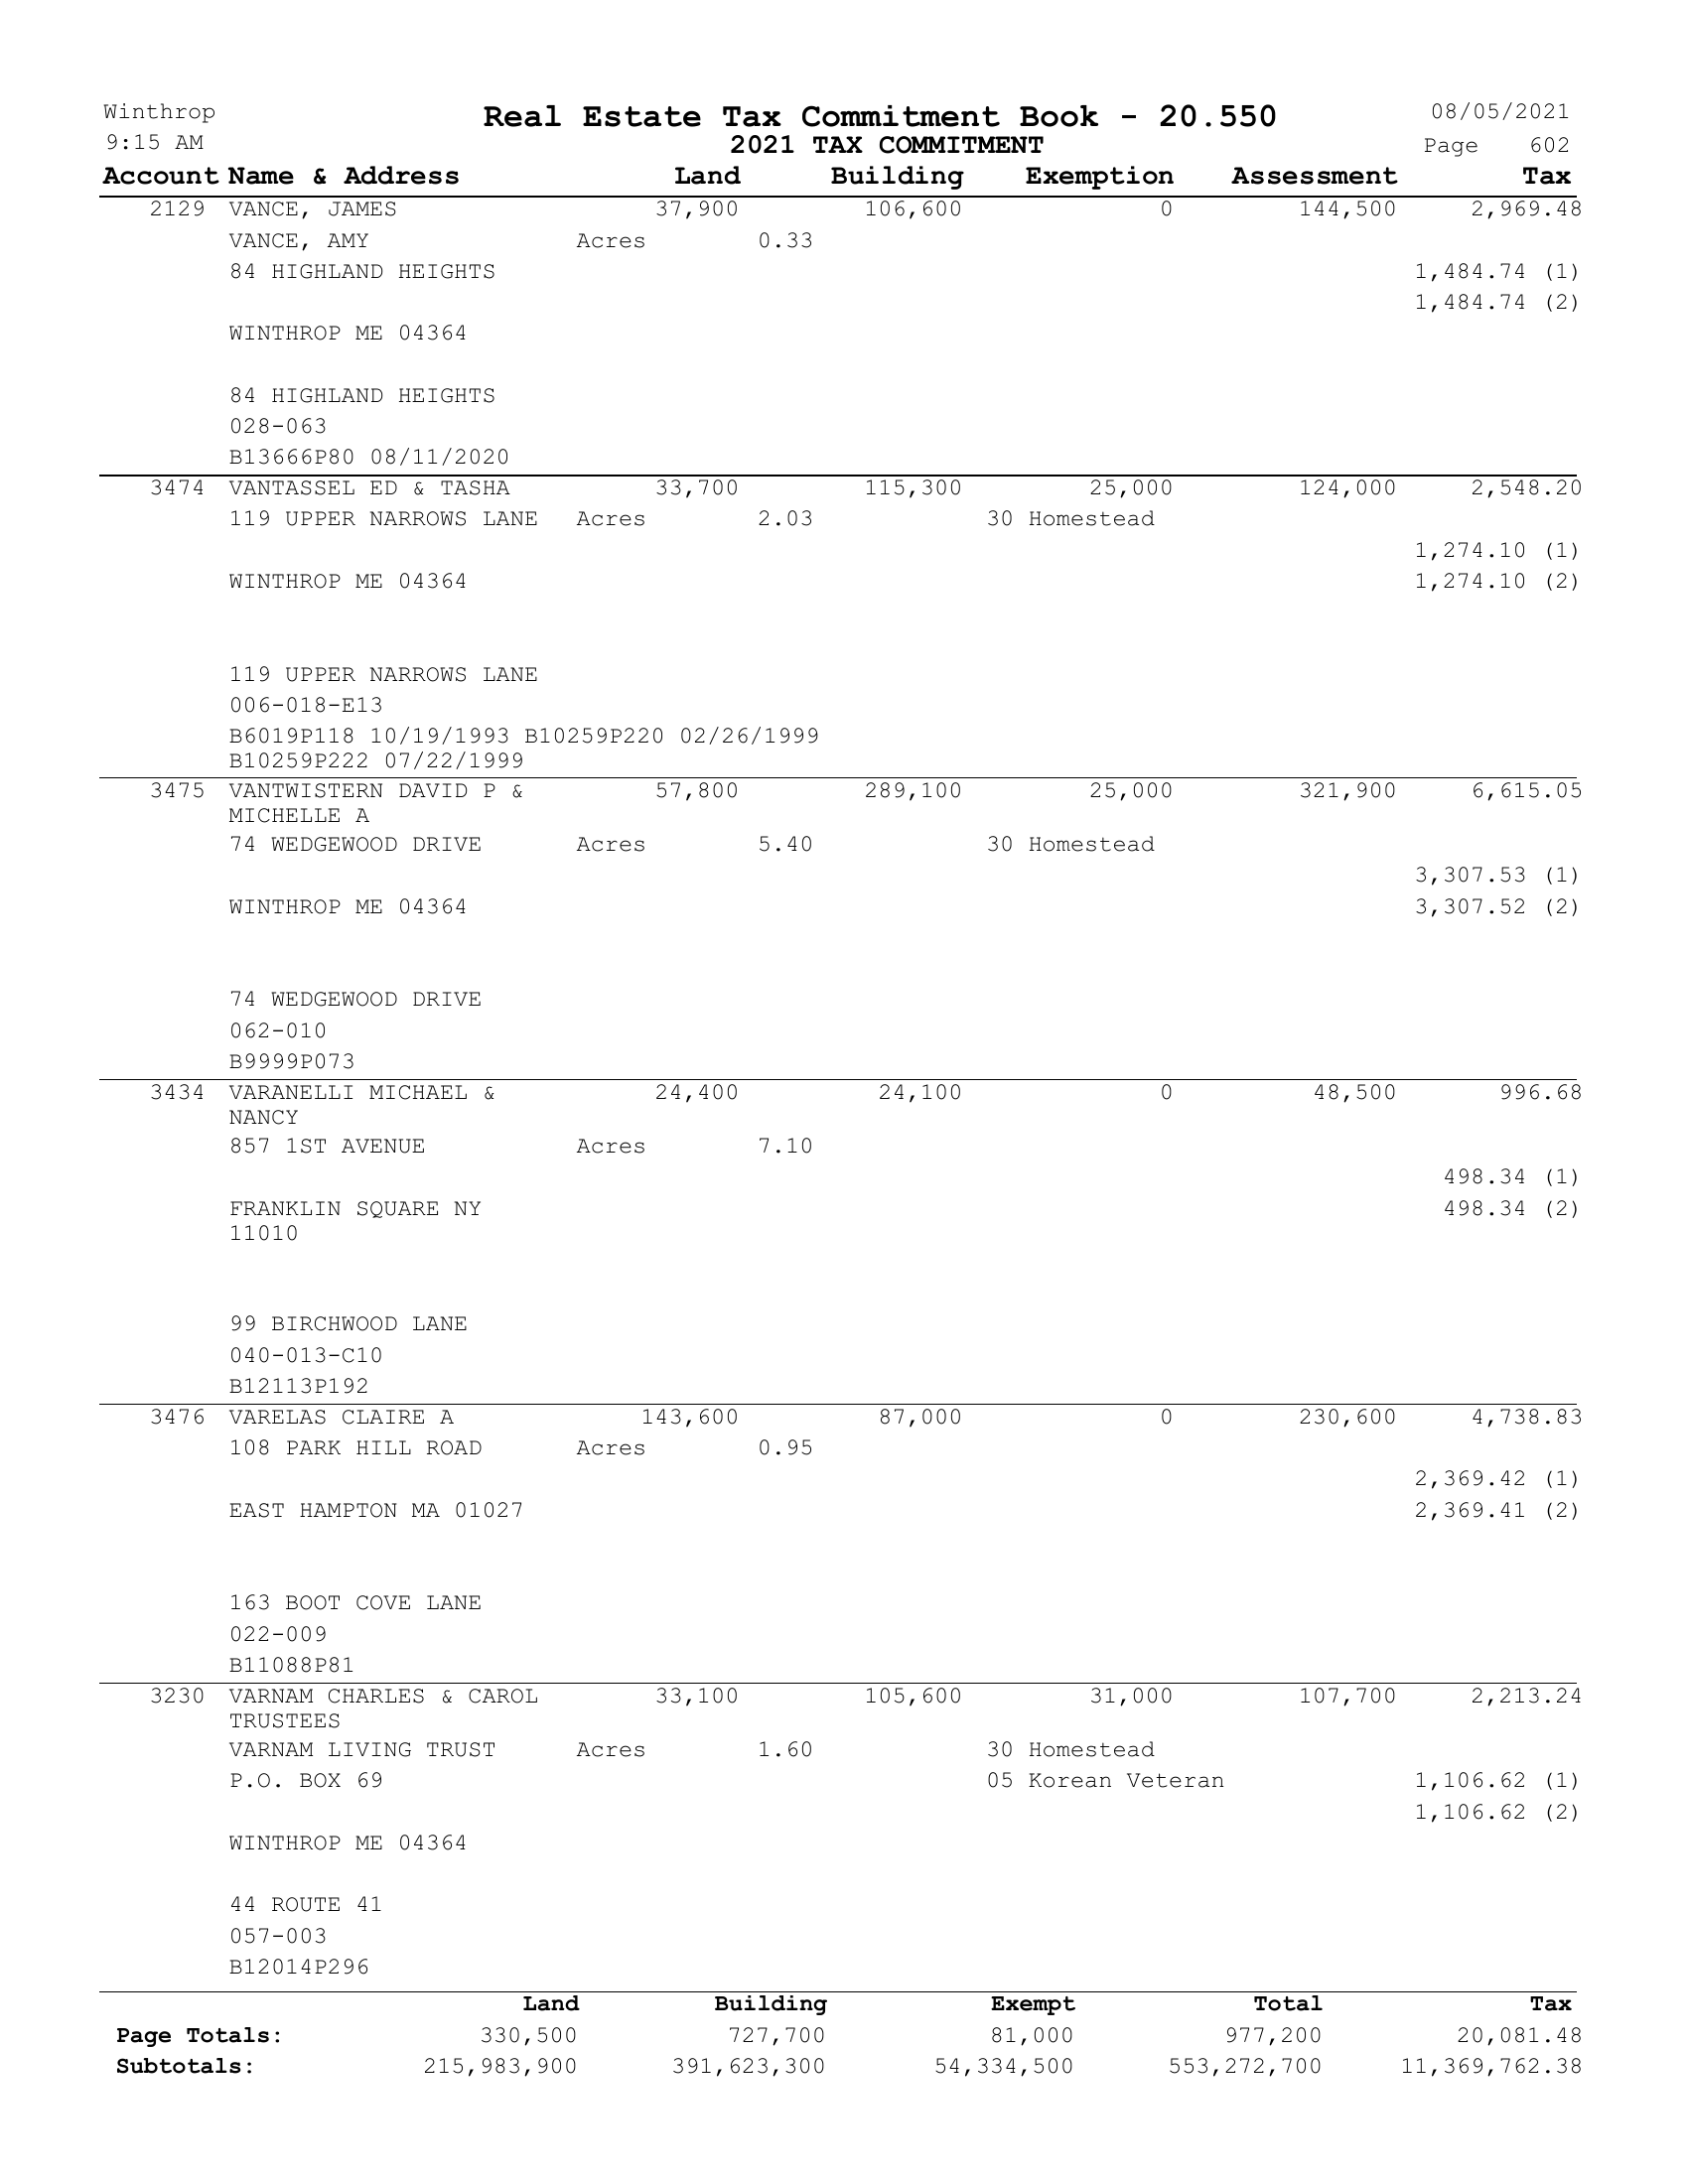 Winthrop Real Estate Tax Commitment Book - 20.550 08/05/2021
9:15 AM 2021 TAX COMMITMENT Page 602
Account Name & Address Land Building Exemption Assessment Tax
2129 VANCE, JAMES 37,900 106,600 0 144,500 2,969.48
VANCE, AMY Acres 0.33
84 HIGHLAND HEIGHTS 1,484.74 (1)
1,484.74 (2)
WINTHROP ME 04364
84 HIGHLAND HEIGHTS
028-063
B13666P80 08/11/2020
3474 VANTASSEL ED & TASHA 33,700 115,300 25,000 124,000 2,548.20
119 UPPER NARROWS LANE Acres 2.03 30 Homestead
1,274.10 (1)
WINTHROP ME 04364 1,274.10 (2)
119 UPPER NARROWS LANE
006-018-E13
B6019P118 10/19/1993 B10259P220 02/26/1999
B10259P222 07/22/1999
3475 VANTWISTERN DAVID P & 57,800 289,100 25,000 321,900 6,615.05
MICHELLE A
74 WEDGEWOOD DRIVE Acres 5.40 30 Homestead
3,307.53 (1)
WINTHROP ME 04364 3,307.52 (2)
74 WEDGEWOOD DRIVE
062-010
B9999P073
3434 VARANELLI MICHAEL & 24,400 24,100 0 48,500 996.68
NANCY
857 1ST AVENUE Acres 7.10
498.34 (1)
FRANKLIN SQUARE NY 498.34 (2)
11010
99 BIRCHWOOD LANE
040-013-C10
B12113P192
3476 VARELAS CLAIRE A 143,600 87,000 0 230,600 4,738.83
108 PARK HILL ROAD Acres 0.95
2,369.42 (1)
EAST HAMPTON MA 01027 2,369.41 (2)
163 BOOT COVE LANE
022-009
B11088P81
3230 VARNAM CHARLES & CAROL 33,100 105,600 31,000 107,700 2,213.24
TRUSTEES
VARNAM LIVING TRUST Acres 1.60 30 Homestead
P.O. BOX 69 05 Korean Veteran 1,106.62 (1)
1,106.62 (2)
WINTHROP ME 04364
44 ROUTE 41
057-003
B12014P296
Land Building Exempt Total Tax
Page Totals: 330,500 727,700 81,000 977,200 20,081.48
Subtotals: 215,983,900 391,623,300 54,334,500 553,272,700 11,369,762.38